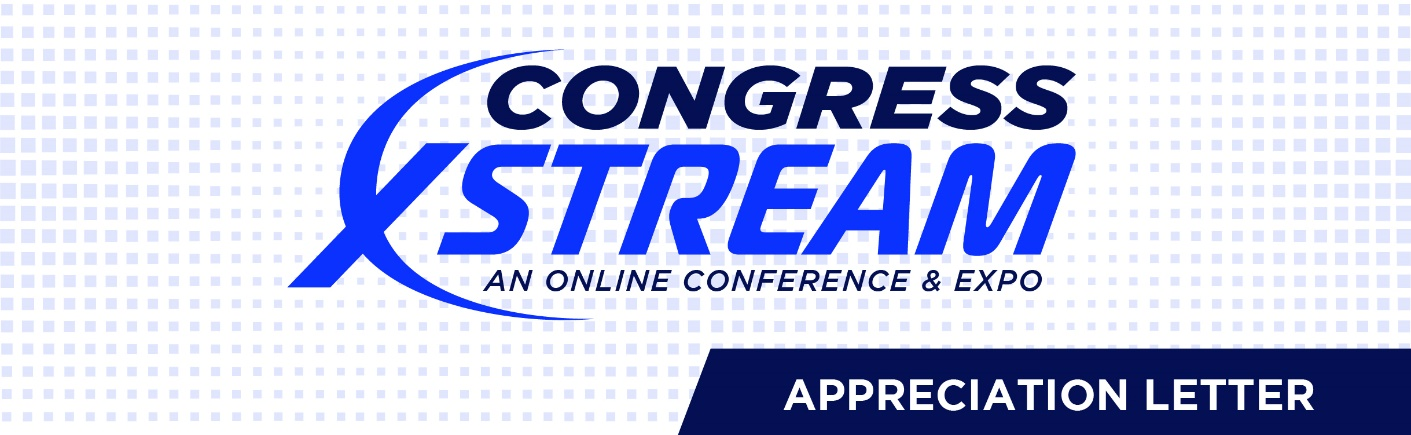 CONGRESS
XSTREAM
AN ONLINE CONFERENCE & EXPO
APPRECIATION LETTER